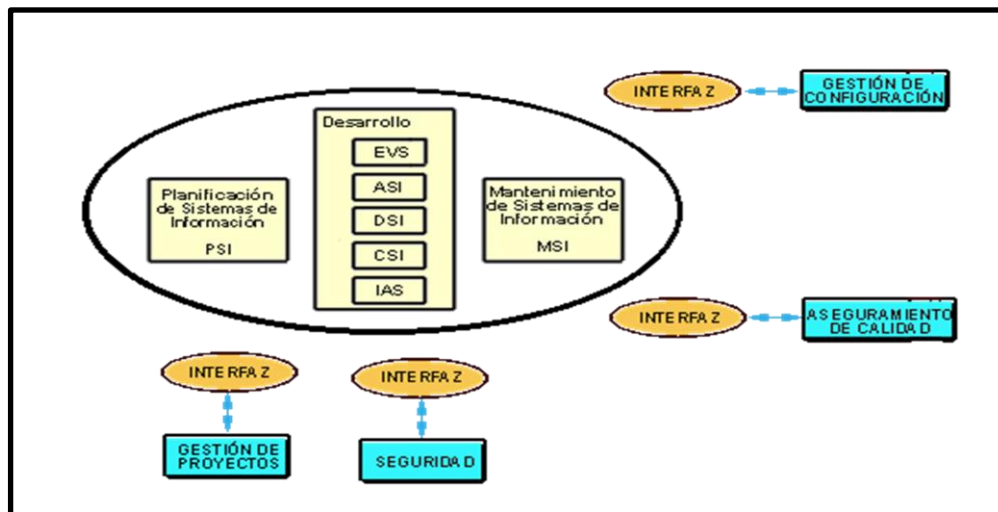 INTERFAZ
GESTIÓN DE
CONFIGURACIÓN
Desarrollo
EVS
ASI
DSI
CSI
IAS
Planificación
de Sistemas de
Información
PSI
Mantenimiento
de Sistemas de
Información
MSI
INTERFAZ
ASEGURAMIENTO
DE CALIDAD
INTERFAZ
GESTIÓN DE
PROYECTOS
INTERFAZ
SEGURIDAD